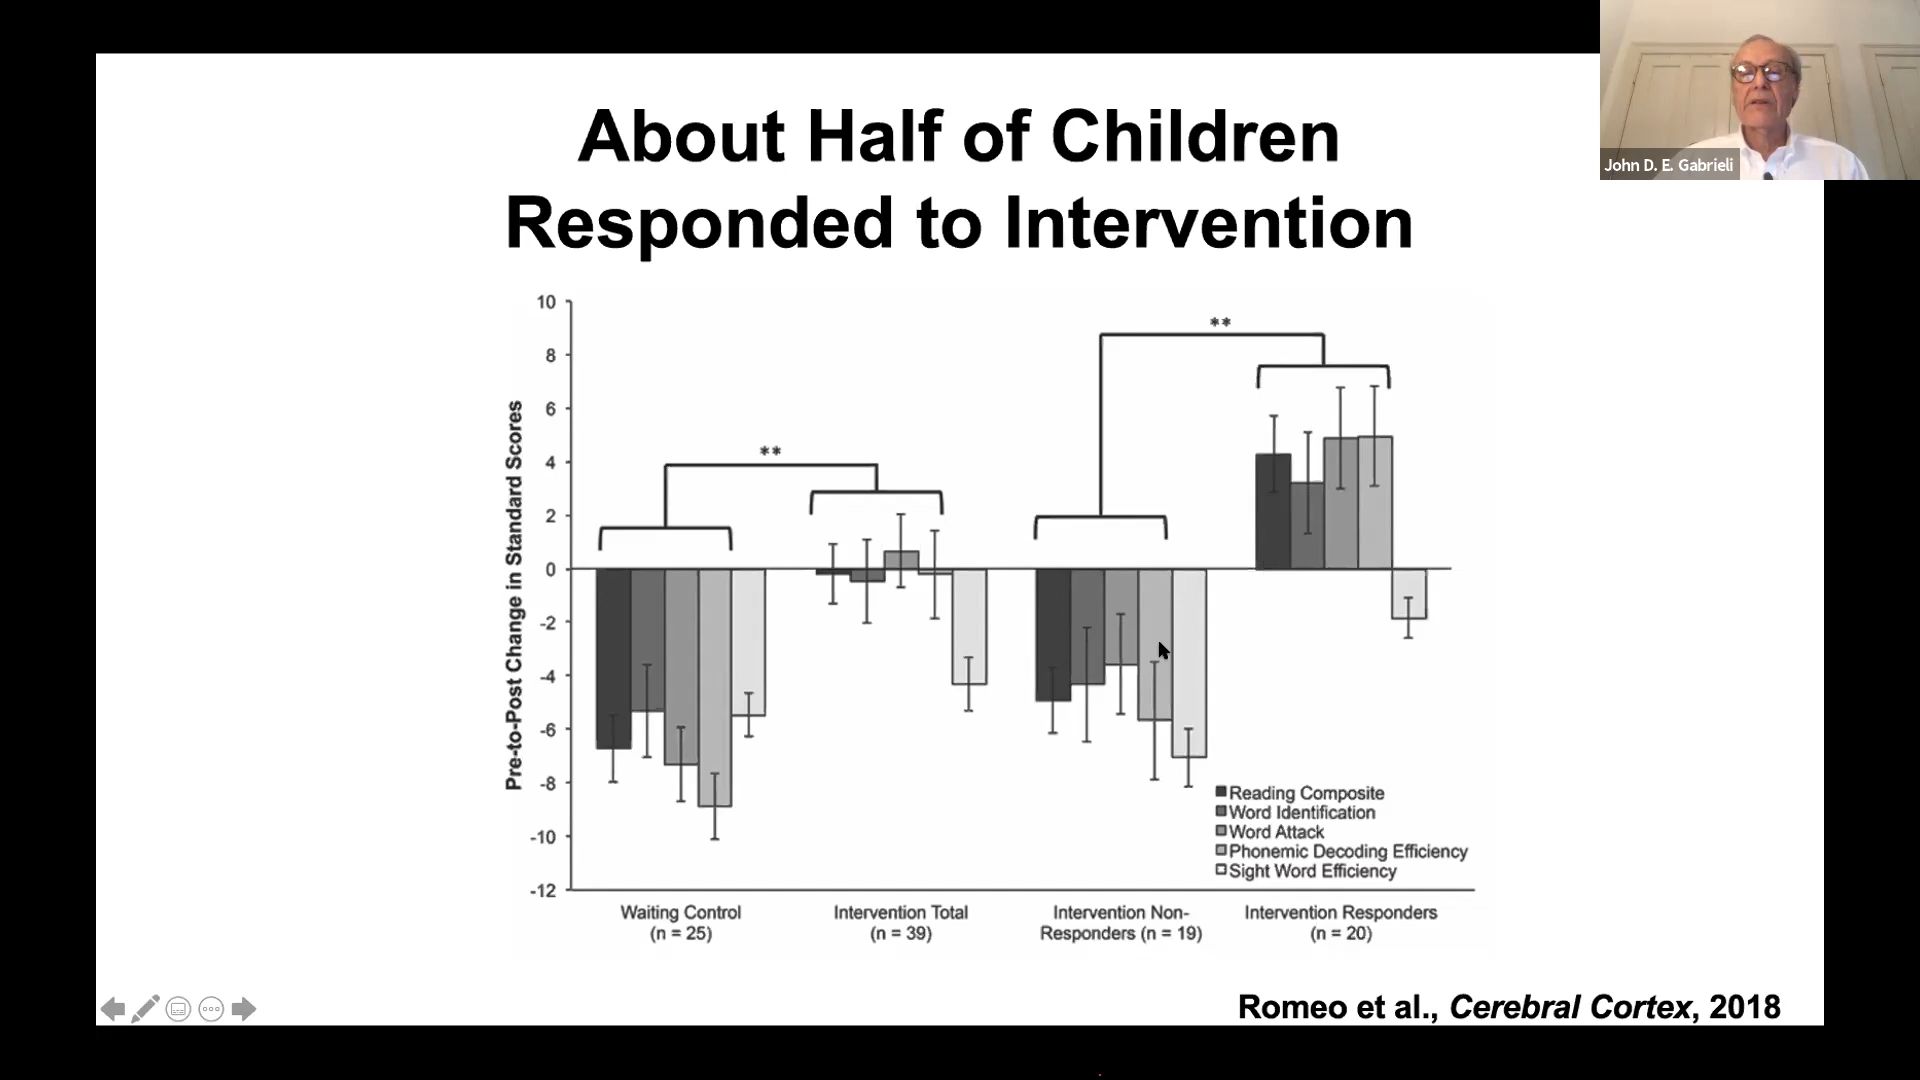 John D. E. Gabrieli
About Half of Children
Responded to Intervention
Pre-to-Post Change in Standard Scores
10
8
6
4
2
0
-2
-4
-6
-8
-10
-12
**
**
Reading Composite
Word Identification
Word Attack
Phonemic Decoding Efficiency
Sight Word Efficiency
Waiting Control
(n = 25)
Intervention Total
(n = 39)
Intervention Non-
Responders (n = 19)
Intervention Responders
(n = 20)
Romeo et al., Cerebral Cortex, 2018